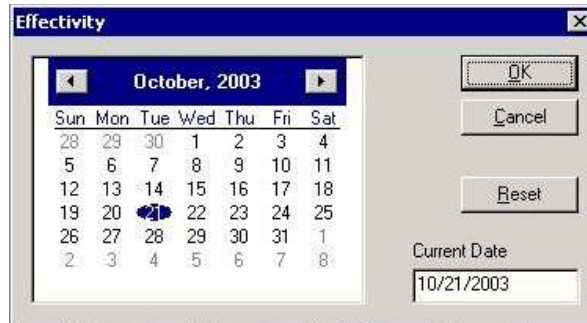 Effectivity
October, 2003
Sun Mon Tue Wed Thu Fri Sat
28 29 30 1 2 3 4
5 6 7 8 9 10 11
12 13 14 15 16 17 18
19 20 21 22 23 24 25
26 27 28 29 30 31 1
2 3 4 5 6 7 8
OK
Cancel
Reset
Current Date
10/21/2003